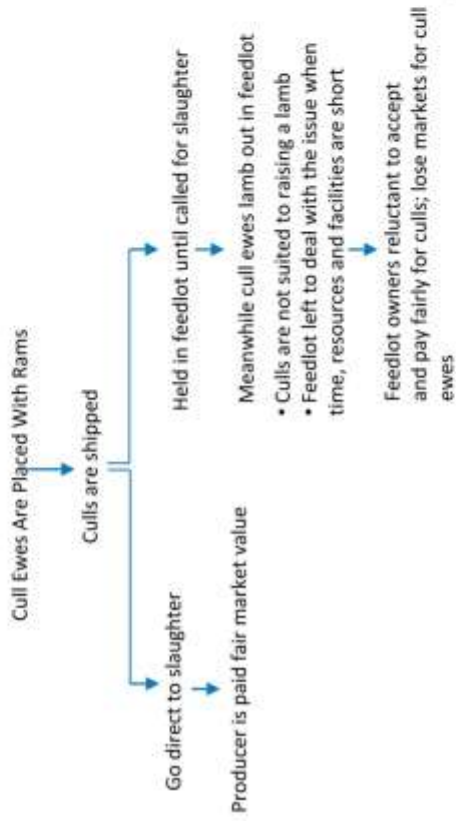 Cull Ewes Are Placed With Rams
Culls are shipped
Go direct to slaughter
Producer is paid fair market value
Held in feedlot until called for slaughter
Meanwhile cull ewes lamb out in feedlot
• Culls are not suited to raising a lamb
• Feedlot left to deal with the issue when
time, resources and facilities are short
Feedlot owners reluctant to accept
and pay fairly for culls; lose markets for cull
ewes